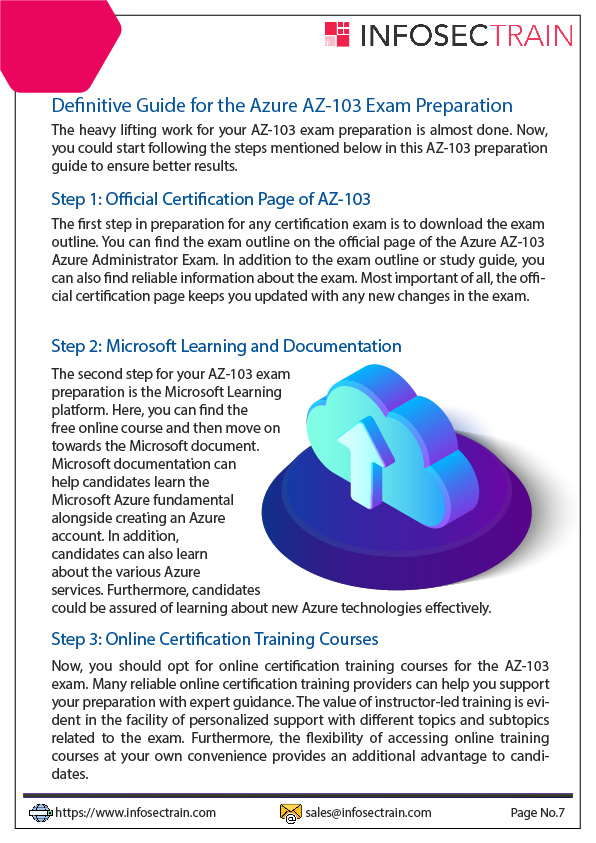 INFOSECTRAIN
Definitive Guide for the Azure AZ-103 Exam Preparation
The heavy lifting work for your AZ-103 exam preparation is almost done. Now,
you could start following the steps mentioned below in this AZ-103 preparation
guide to ensure better results.
Step 1: Official Certification Page of AZ-103
The first step in preparation for any certification exam is to download the exam
outline. You can find the exam outline on the official page of the Azure AZ-103
Azure Administrator Exam. In addition to the exam outline or study guide, you
can also find reliable information about the exam. Most important of all, the offi-
cial certification page keeps you updated with any new changes in the exam.
Step 2: Microsoft Learning and Documentation
The second step for your AZ-103 exam
preparation is the Microsoft Learning
platform. Here, you can find the
free online course and then move on
towards the Microsoft document.
Microsoft documentation can
help candidates learn the
Microsoft Azure fundamental
alongside creating an Azure
account. In addition,
candidates can also learn
about the various Azure
services. Furthermore, candidates
could be assured of learning about new Azure technologies effectively.
Step 3: Online Certification Training Courses
Now, you should opt for online certification training courses for the AZ-103
exam. Many reliable online certification training providers can help you support
your preparation with expert guidance. The value of instructor-led training is evi-
dent in the facility of personalized support with different topics and subtopics
related to the exam. Furthermore, the flexibility of accessing online training
courses at your own convenience provides an additional advantage to candi-
dates.
https://www.infosectrain.com sales@infosectrain.com Page No.7